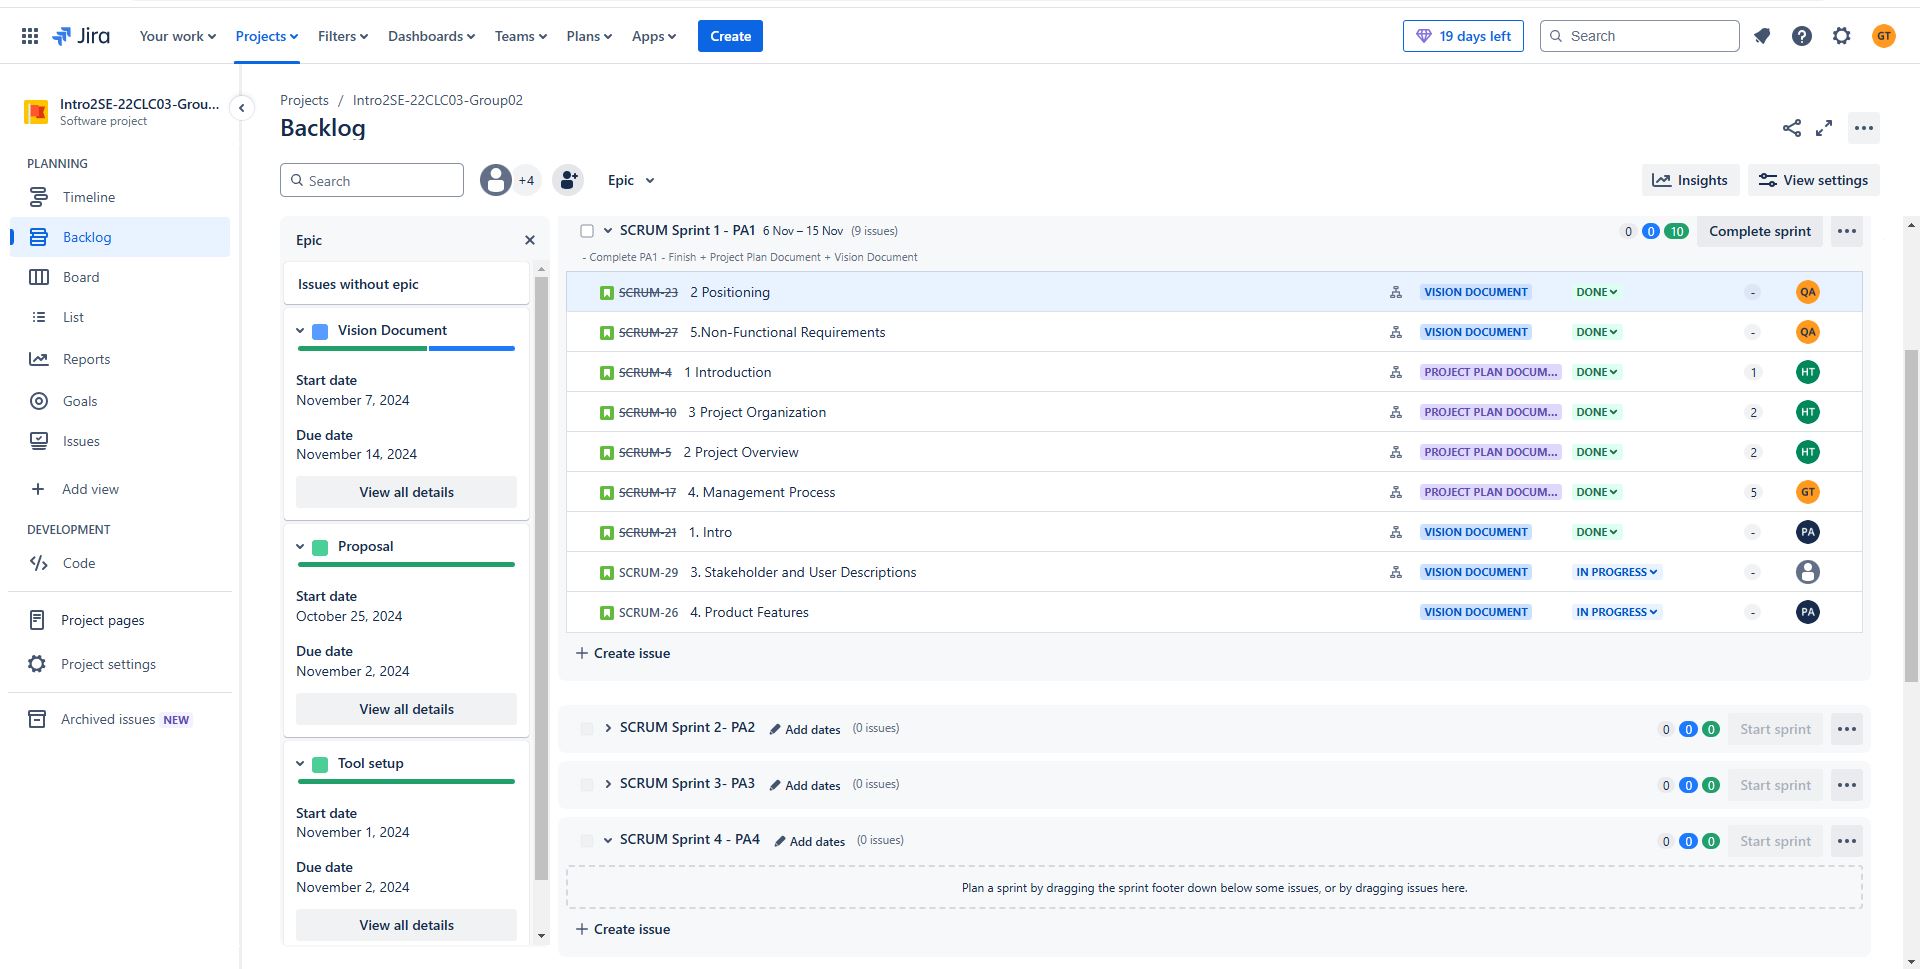 Jira
Your work
Projects
Filters
Dashboards
Teams
Plans
Apps
Create
19 days left
Search
GT
Intro2SE-22CLC03-Grou...
Software project
PLANNING
Timeline
Backlog
Board
List
Reports
Goals
Issues
Add view
DEVELOPMENT
Code
Project pages
Project settings
Archived issues NEW
Projects / Intro2SE-22CLC03-Group02
Backlog
Search
+4
Epic
Insights
View settings
Epic
Issues without epic
Vision Document
Start date
November 7, 2024
Due date
November 14, 2024
View all details
Proposal
Start date
October 25, 2024
Due date
November 2, 2024
View all details
Tool setup
Start date
November 1, 2024
Due date
November 2, 2024
View all details
SCRUM Sprint 1 - PA1 6 Nov – 15 Nov (9 issues) 0 0 10 Complete sprint
- Complete PA1 - Finish + Project Plan Document + Vision Document
SCRUM-23 2 Positioning VISION DOCUMENT DONE - QA
SCRUM-27 5.Non-Functional Requirements VISION DOCUMENT DONE - QA
SCRUM-4 1 Introduction PROJECT PLAN DOCUM... DONE 1 HT
SCRUM-10 3 Project Organization PROJECT PLAN DOCUM... DONE 2 HT
SCRUM-5 2 Project Overview PROJECT PLAN DOCUM... DONE 2 HT
SCRUM-17 4. Management Process PROJECT PLAN DOCUM... DONE 5 GT
SCRUM-21 1. Intro VISION DOCUMENT DONE - PA
SCRUM-29 3. Stakeholder and User Descriptions VISION DOCUMENT IN PROGRESS -
SCRUM-26 4. Product Features VISION DOCUMENT IN PROGRESS - PA
+ Create issue
SCRUM Sprint 2- PA2 Add dates (0 issues) 0 0 0 Start sprint
SCRUM Sprint 3- PA3 Add dates (0 issues) 0 0 0 Start sprint
SCRUM Sprint 4 - PA4 Add dates (0 issues) 0 0 0 Start sprint
Plan a sprint by dragging the sprint footer down below some issues, or by dragging issues here.
+ Create issue